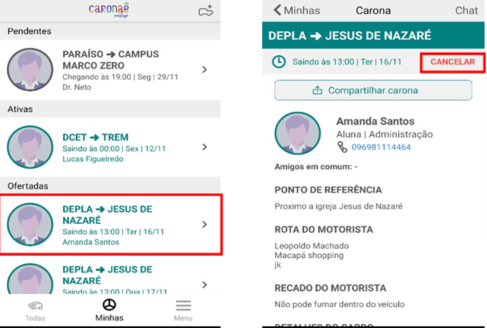 caronaê
Pendentes
PARAÍSO ➔ CAMPUS
MARCO ZERO
Chegando às 19:00 | Seg | 29/11
Dr. Neto
Ativas
DCET ➔ TREM
Saindo às 00:00 | Sex | 12/11
Lucas Figueiredo
Ofertadas
DEPLA ➔ JESUS DE
NAZARÉ
Saindo às 13:00 | Ter | 16/11
Amanda Santos
DEPLA ➔ JESUS DE
NAZARÉ
Saindo às 13:00 | Qua | 17/11
Todas
Minhas
Menu
Minhas
Carona
Chat
DEPLA ➔ JESUS DE NAZARÉ
Saindo às 13:00 | Ter | 16/11
CANCELAR
Compartilhar carona
Amanda Santos
Aluna | Administração
096981114464
Amigos em comum: -
PONTO DE REFERÊNCIA
Proximo a igreja Jesus de Nazaré
ROTA DO MOTORISTA
Leopoldo Machado
Macapá shopping
jk
RECADO DO MOTORISTA
Não pode fumar dentro do veículo
DETALHES DO CARRO